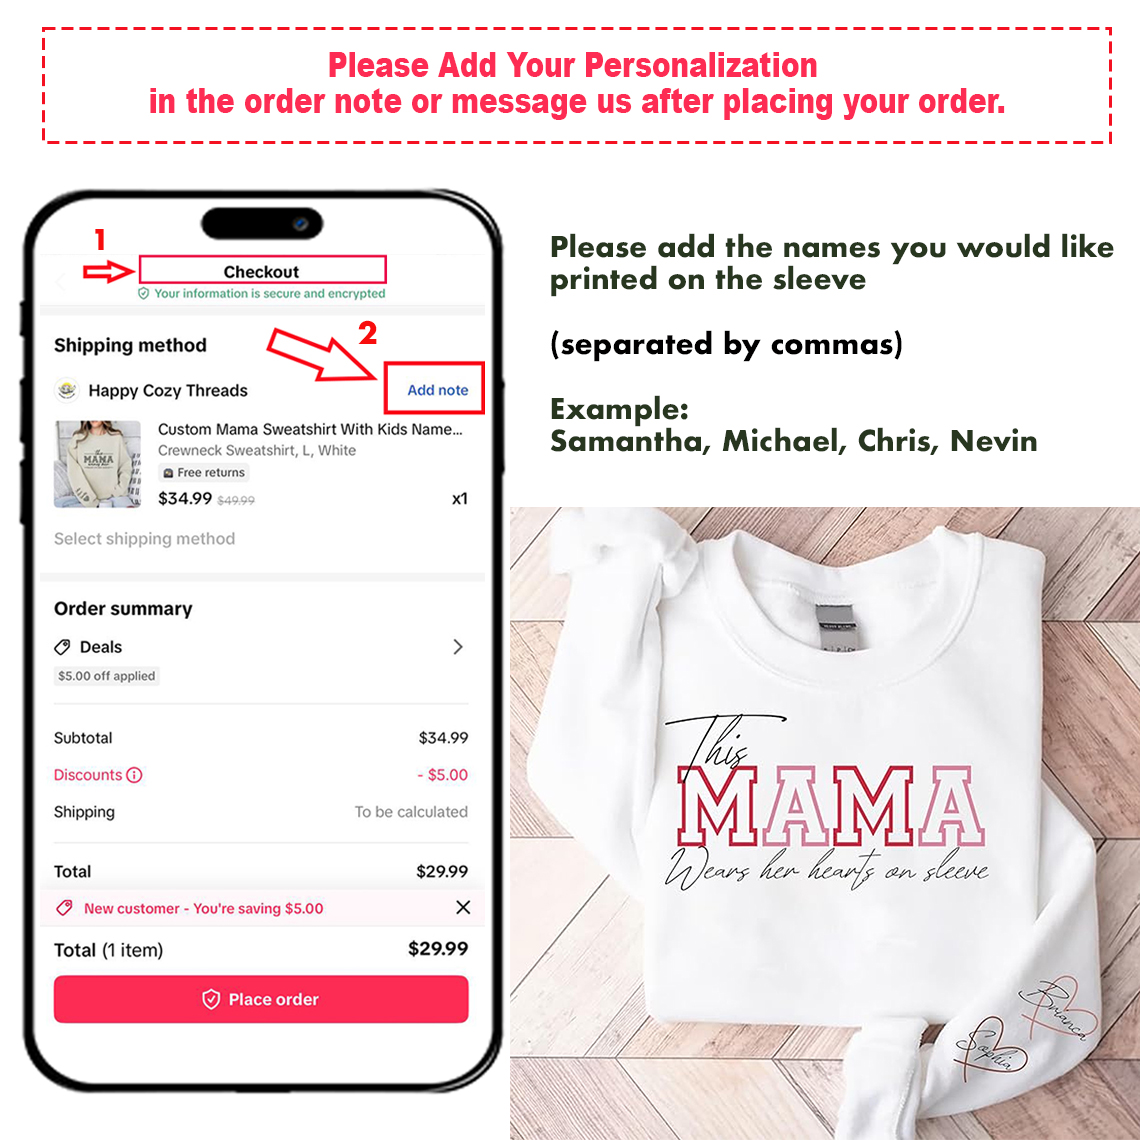 Please Add Your Personalization
in the order note or message us after placing your order.
1
Checkout
Your information is secure and encrypted
2
Shipping method
Happy Cozy Threads
Add note
Custom Mama Sweatshirt With Kids Name...
Crewneck Sweatshirt, L, White
Free returns
$34.99 $49.99
x1
Select shipping method
Order summary
Deals
$5.00 off applied
Subtotal
$34.99
Discounts
- $5.00
Shipping
To be calculated
Total
$29.99
New customer - You're saving $5.00
Total (1 item)
$29.99
Place order
Please add the names you would like
printed on the sleeve
(separated by commas)
Example:
Samantha, Michael, Chris, Nevin
This
MAMA
Wears her hearts on sleeve
Brianca
Sophia
MAMA